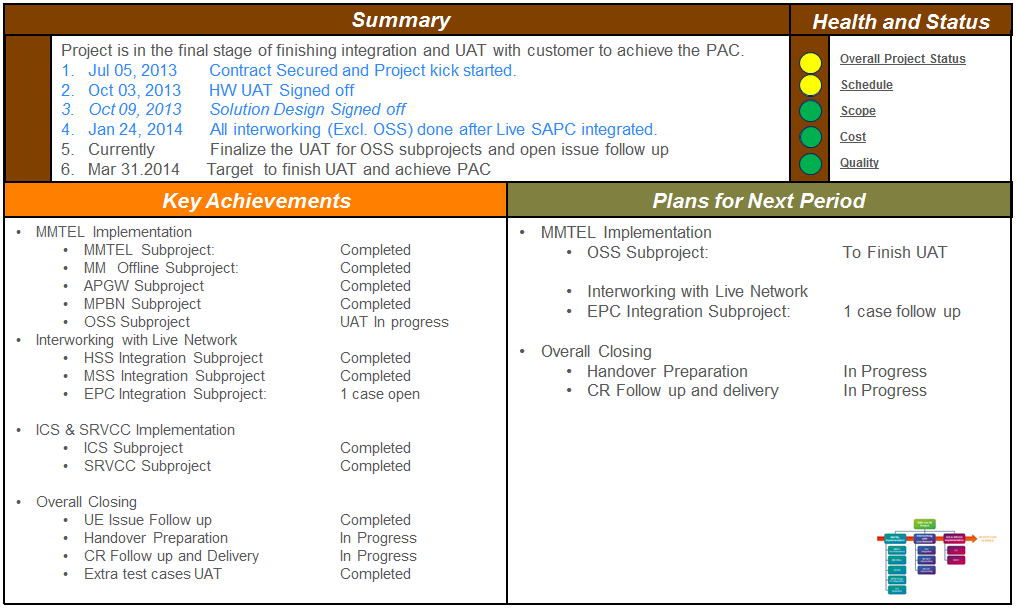 Summary
Health and Status
Project is in the final stage of finishing integration and UAT with customer to achieve the PAC.
1. Jul 05, 2013 Contract Secured and Project kick started.
2. Oct 03, 2013 HW UAT Signed off
3. Oct 09, 2013 Solution Design Signed off
4. Jan 24, 2014 All interworking (Excl. OSS) done after Live SAPC integrated.
5. Currently Finalize the UAT for OSS subprojects and open issue follow up
6. Mar 31.2014 Target to finish UAT and achieve PAC
Overall Project Status
Schedule
Scope
Cost
Quality
Key Achievements
• MMTEL Implementation
• MMTEL Subproject: Completed
• MM Offline Subproject: Completed
• APGW Subproject Completed
• MPBN Subproject Completed
• OSS Subproject UAT In progress
• Interworking with Live Network
• HSS Integration Subproject Completed
• MSS Integration Subproject Completed
• EPC Integration Subproject: 1 case open
• ICS & SRVCC Implementation
• ICS Subproject Completed
• SRVCC Subproject Completed
• Overall Closing
• UE Issue Follow up Completed
• Handover Preparation In Progress
• CR Follow up and Delivery In Progress
• Extra test cases UAT Completed
Plans for Next Period
• MMTEL Implementation
• OSS Subproject: To Finish UAT
• Interworking with Live Network
• EPC Integration Subproject: 1 case follow up
• Overall Closing
• Handover Preparation In Progress
• CR Follow up and delivery In Progress